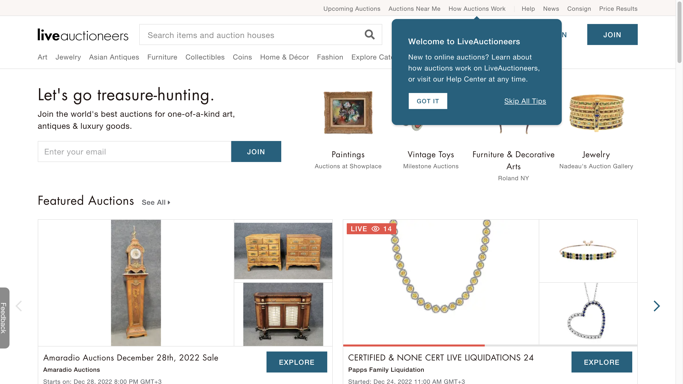 Upcoming Auctions Auctions Near Me How Auctions Work Help News Consign Price Results
liveauctioneers
Search items and auction houses
JOIN
Art Jewelry Asian Antiques Furniture Collectibles Coins Home & Décor Fashion Explore
Welcome to LiveAuctioneers
New to online auctions? Learn about
how auctions work on LiveAuctioneers,
or visit our Help Center at any time.
GOT IT
Skip All Tips
Let's go treasure-hunting.
Join the world's best auctions for one-of-a-kind art,
antiques & luxury goods.
Enter your email
JOIN
Paintings
Auctions at Showplace
Vintage Toys
Milestone Auctions
Furniture & Decorative
Arts
Roland NY
Jewelry
Nadeau's Auction Gallery
Featured Auctions
See All
LIVE 14
Feedback
Amaradio Auctions December 28th, 2022 Sale
Amaradio Auctions
EXPLORE
Starts on: Dec 28, 2022 8:00 PM GMT+3
CERTIFIED & NONE CERT LIVE LIQUIDATIONS 24
Papps Family Liquidation
EXPLORE
Started: Dec 24, 2022 11:00 AM GMT+3